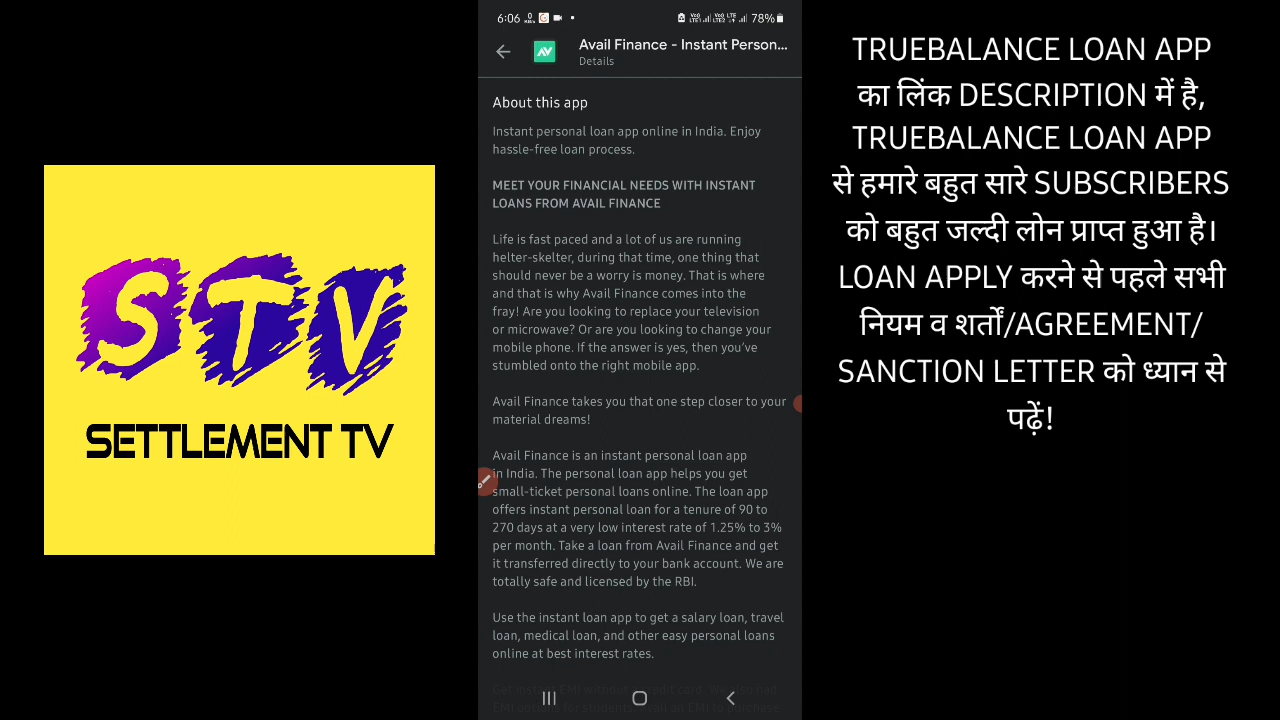 STV
SETTLEMENT TV
6:06
78%
Avail Finance - Instant Person...
Details
About this app
Instant personal loan app online in India. Enjoy
hassle-free loan process.
MEET YOUR FINANCIAL NEEDS WITH INSTANT
LOANS FROM AVAIL FINANCE
Life is fast paced and a lot of us are running
helter-skelter, during that time, one thing that
should never be a worry is money. That is where
and that is why Avail Finance comes into the
fray! Are you looking to replace your television
or microwave? Or are you looking to change your
mobile phone. If the answer is yes, then you've
stumbled onto the right mobile app.
Avail Finance takes you that one step closer to your
material dreams!
Avail Finance is an instant personal loan app
in India. The personal loan app helps you get
small-ticket personal loans online. The loan app
offers instant personal loan for a tenure of 90 to
270 days at a very low interest rate of 1.25% to 3%
per month. Take a loan from Avail Finance and get
it transferred directly to your bank account. We are
totally safe and licensed by the RBI.
Use the instant loan app to get a salary loan, travel
loan, medical loan, and other easy personal loans
online at best interest rates.
TRUEBALANCE LOAN APP
का लिंक DESCRIPTION में है,
TRUEBALANCE LOAN APP
से हमारे बहुत सारे SUBSCRIBERS
को बहुत जल्दी लोन प्राप्त हुआ है।
LOAN APPLY करने से पहले सभी
नियम व शर्तों/AGREEMENT/
SANCTION LETTER को ध्यान से
पढ़ें!